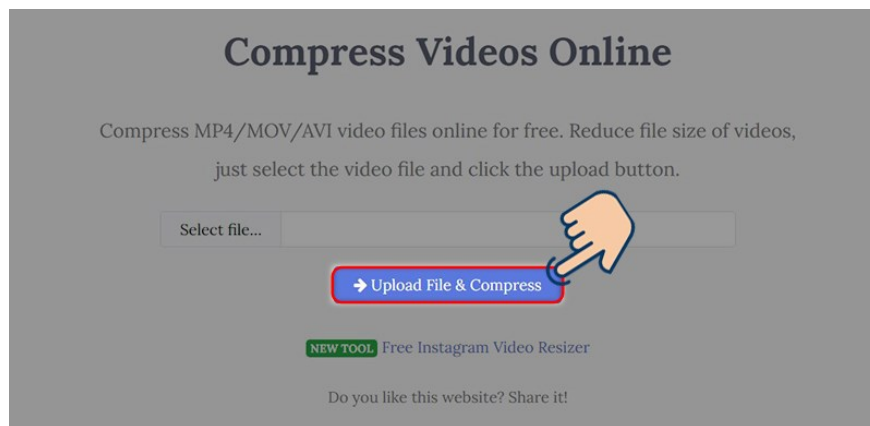 Compress Videos Online
Compress MP4/MOV/AVI video files online for free. Reduce file size of videos,
just select the video file and click the upload button.
Select file...
Upload File & Compress
NEW TOOL Free Instagram Video Resizer
Do you like this website? Share it!